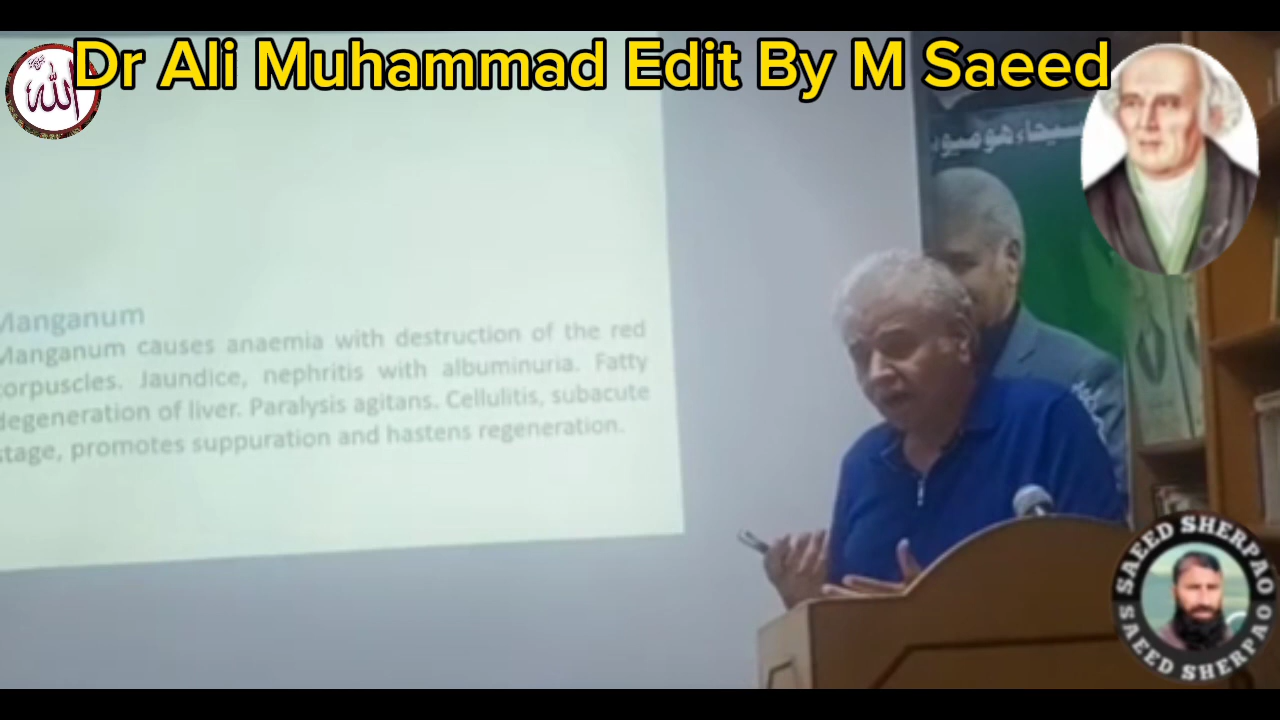 Dr Ali Muhammad Edit By M Saeed
الله
Manganum
Manganum causes anaemia with destruction of the red
corpuscles. Jaundice, nephritis with albuminuria. Fatty
degeneration of liver. Paralysis agitans. Cellulitis, subacute
stage, promotes suppuration and hastens regeneration.
SAEED SHERPAO
SAEED SHERPAO